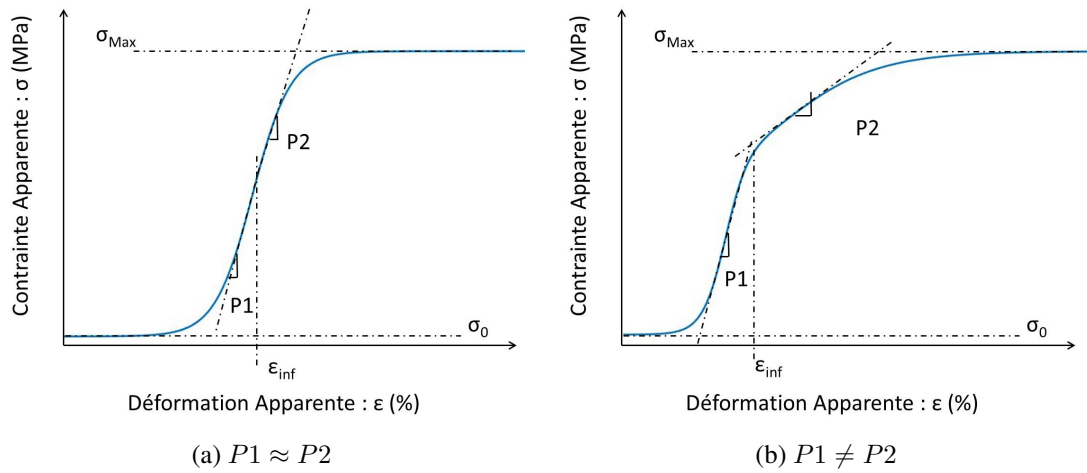 Contrainte Apparente : σ (MPa)
σMax
P2
P1
σ0
εinf
Déformation Apparente : ε (%)
(a) P1 ≈ P2
Contrainte Apparente : σ (MPa)
σMax
P2
P1
σ0
εinf
Déformation Apparente : ε (%)
(b) P1 ≠ P2